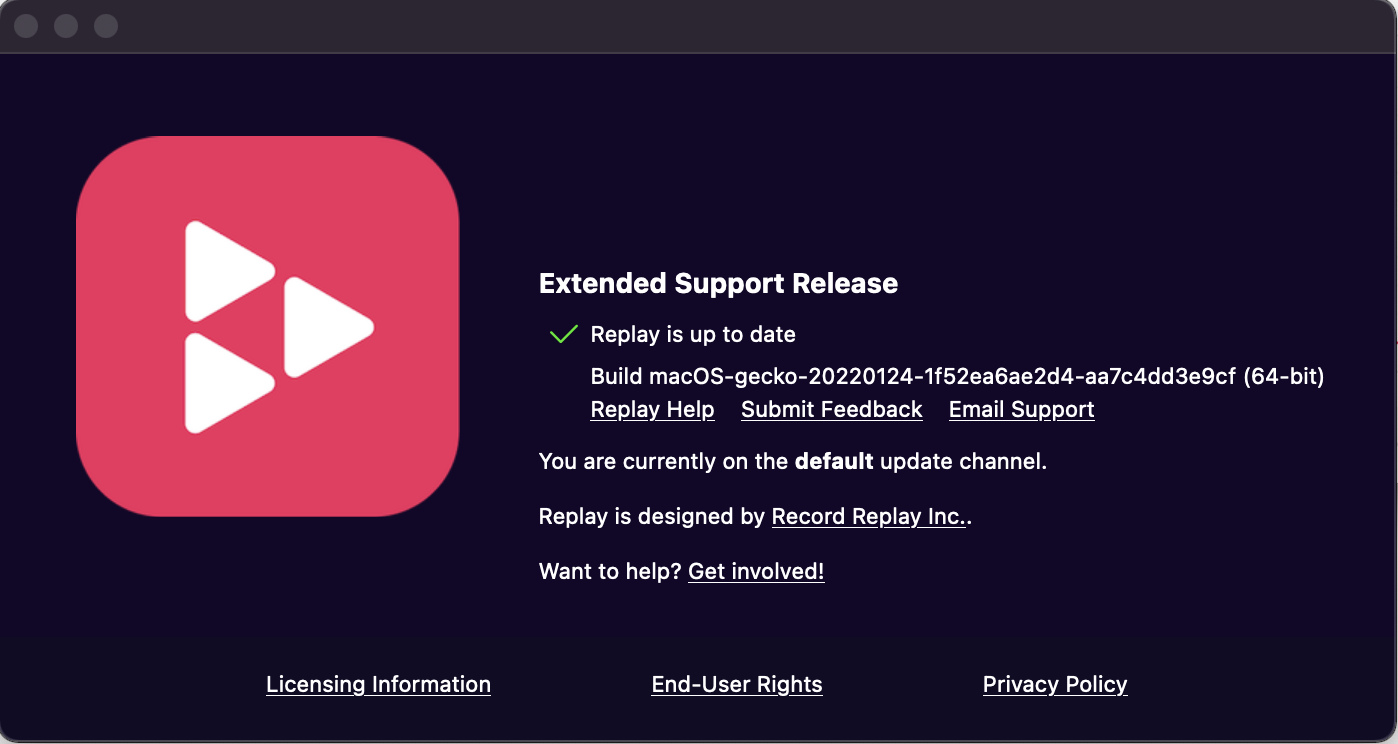 Extended Support Release
Replay is up to date
Build macOS-gecko-20220124-1f52ea6ae2d4-aa7c4dd3e9cf (64-bit)
Replay Help Submit Feedback Email Support
You are currently on the default update channel.
Replay is designed by Record Replay Inc..
Want to help? Get involved!
Licensing Information End-User Rights Privacy Policy